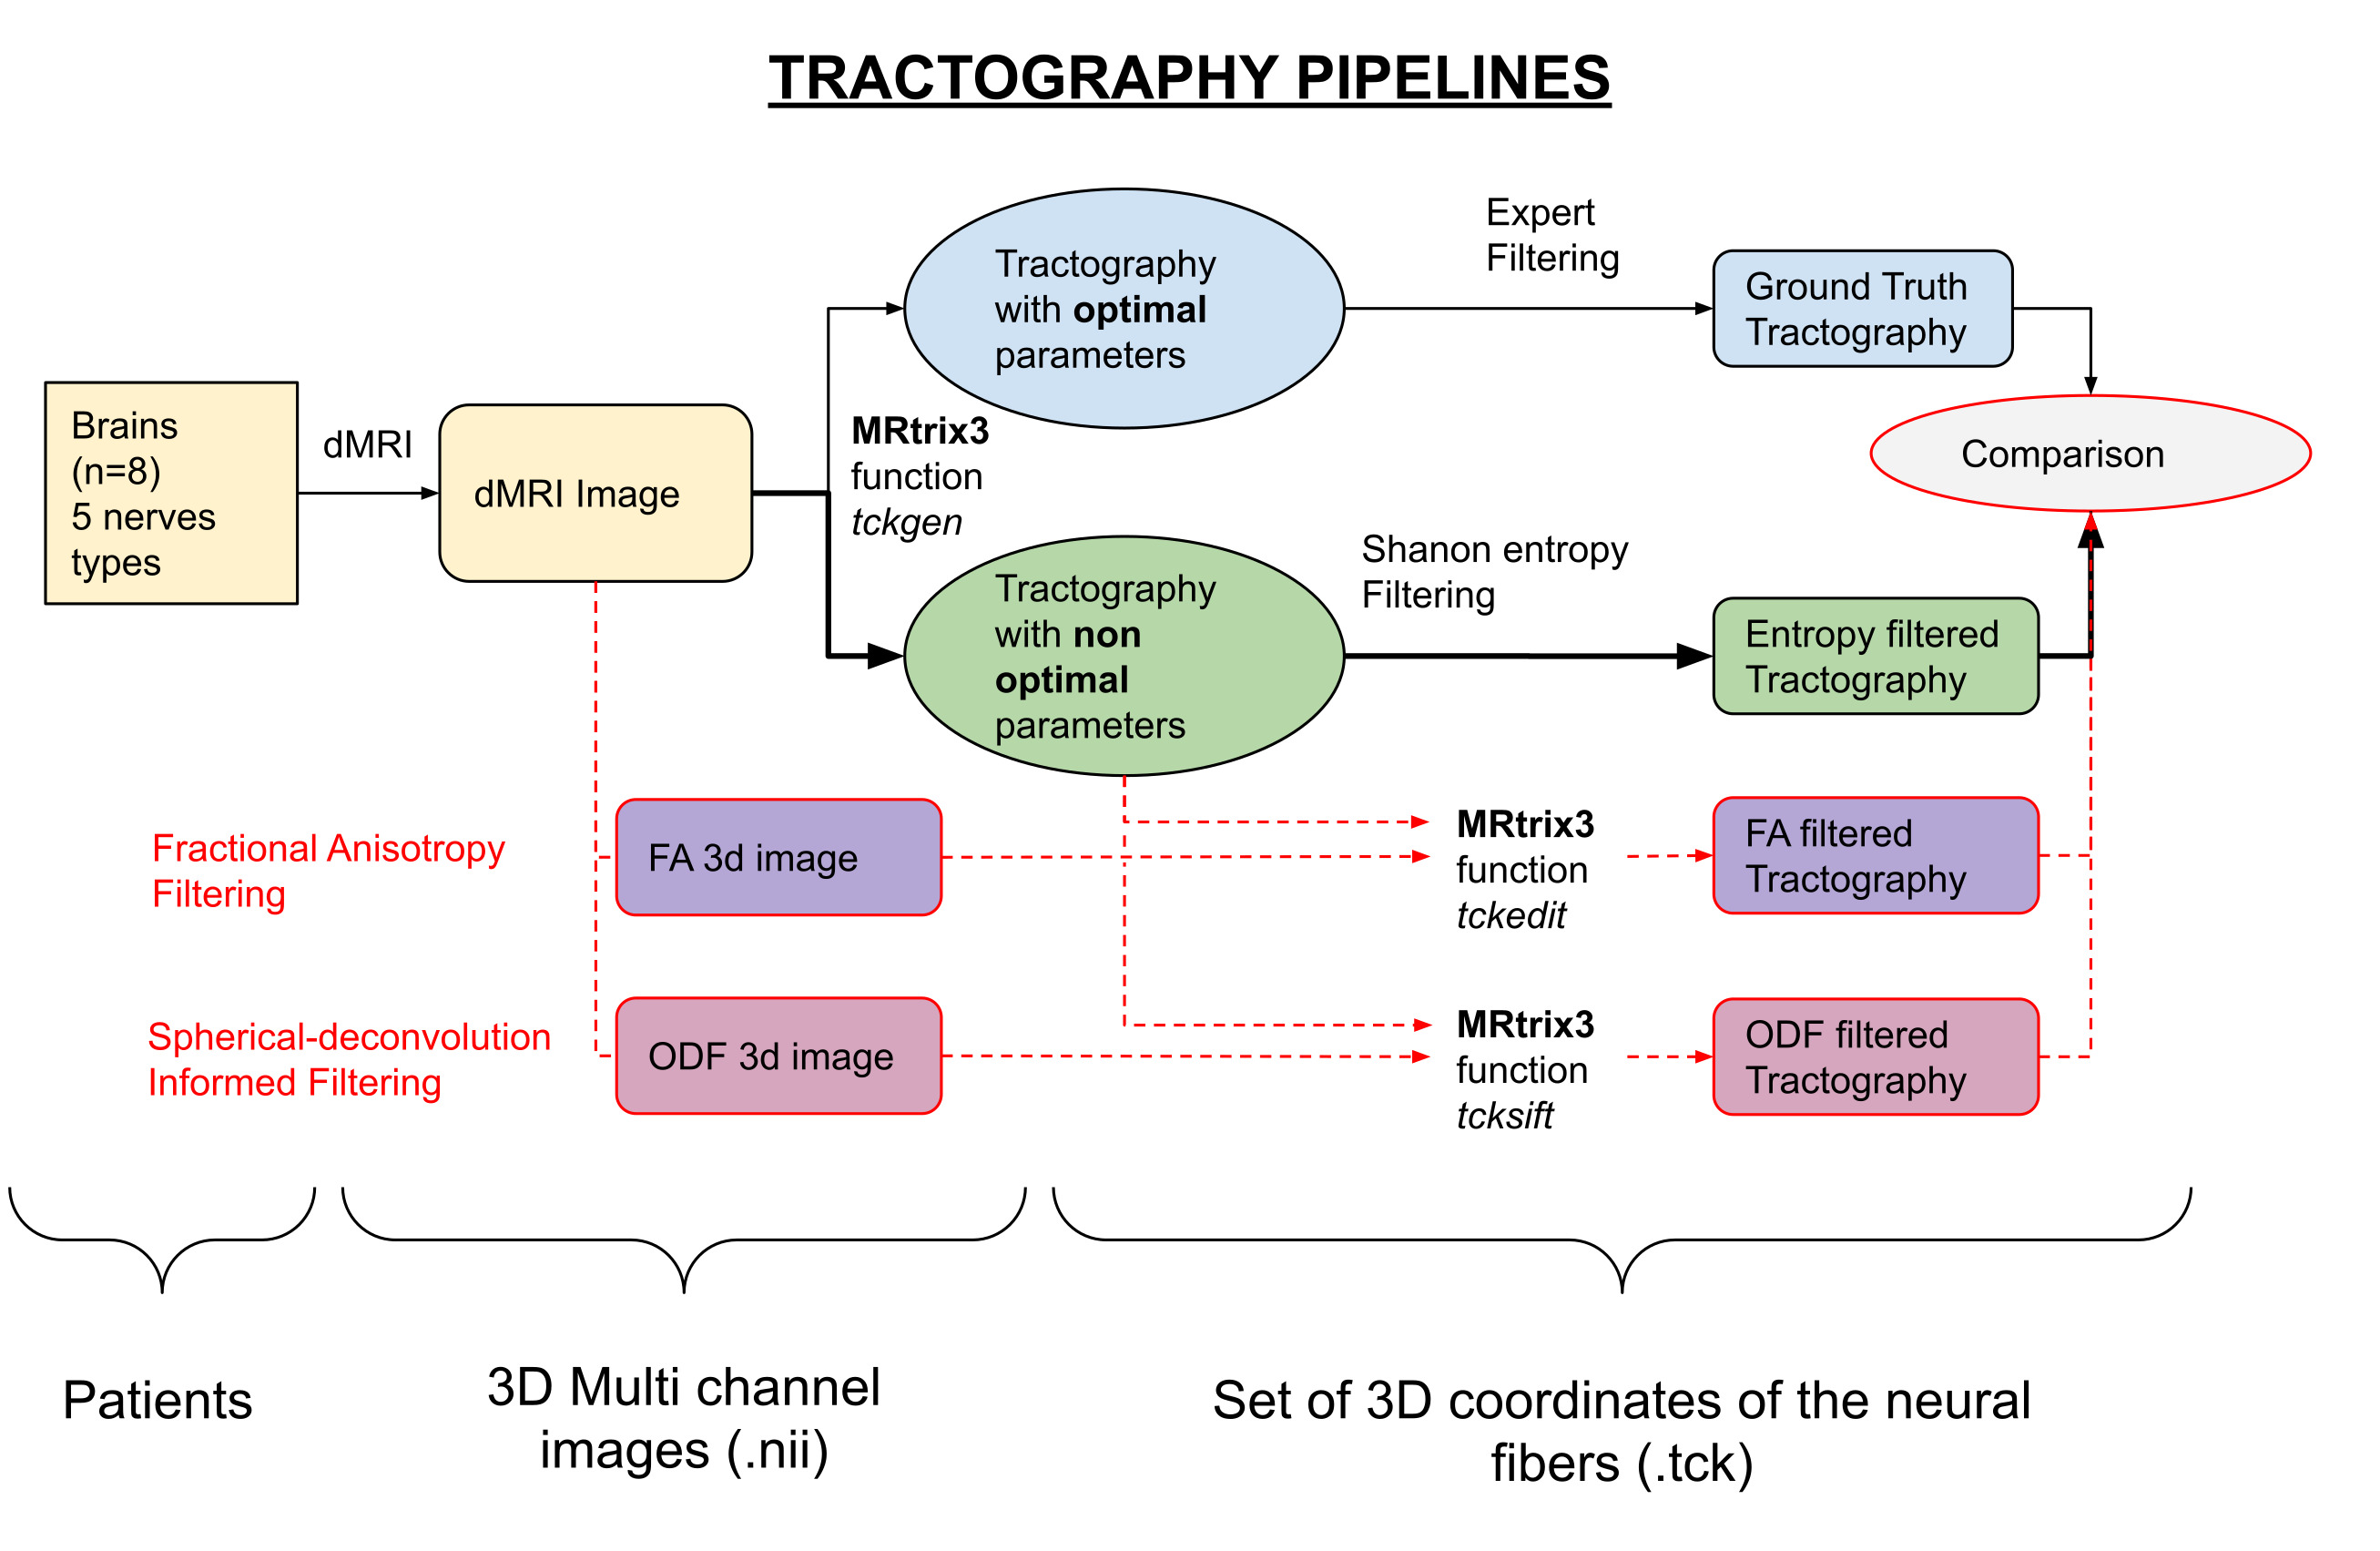 TRACTOGRAPHY PIPELINES
Brains
(n=8)
5 nerves
types
dMRI
dMRI Image
MRtrix3
function
tckgen
Tractography
with optimal
parameters
Expert
Filtering
Ground Truth
Tractography
Comparison
Tractography
with non
optimal
parameters
Shanon entropy
Filtering
Entropy filtered
Tractography
Fractional Anisotropy
Filtering
FA 3d image
MRtrix3
function
tckedit
FA filtered
Tractography
Spherical-deconvolution
Informed Filtering
ODF 3d image
MRtrix3
function
tcksift
ODF filtered
Tractography
Patients
3D Multi channel
images (.nii)
Set of 3D coordinates of the neural
fibers (.tck)